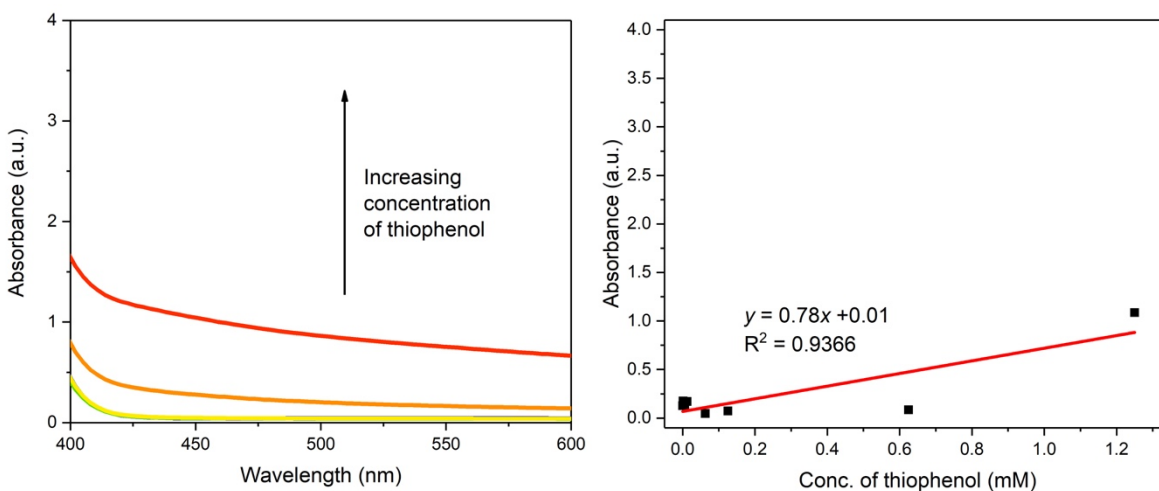 4
3
2
1
0
Absorbance (a.u.)
Increasing
concentration
of thiophenol
400
450
500
550
600
Wavelength (nm)
4.0
3.5
3.0
2.5
2.0
1.5
1.0
0.5
0.0
Absorbance (a.u.)
y = 0.78x +0.01
R² = 0.9366
0.0
0.2
0.4
0.6
0.8
1.0
1.2
Conc. of thiophenol (mM)